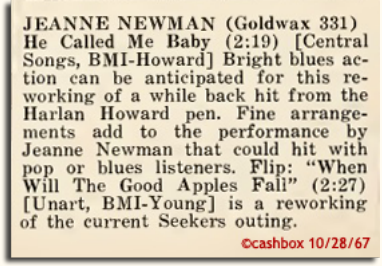 JEANNE NEWMAN (Goldwax 331)
He Called Me Baby (2:19) [Central
Songs, BMI-Howard] Bright blues ac-
tion can be anticipated for this re-
working of a while back hit from the
Harlan Howard pen. Fine arrange-
ments add to the performance by
Jeanne Newman that could hit with
pop or blues listeners. Flip: “When
Will The Good Apples Fall” (2:27)
[Unart, BMI-Young] is a reworking
of the current Seekers outing.
©cashbox 10/28/67